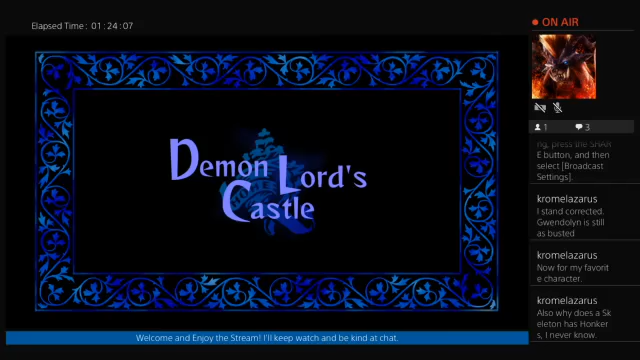 Elapsed Time : 01:24:07
ON AIR
Demon Lord's
Castle
1
3
ng, press the SHAR
E button, and then
select [Broadcast
Settings].
kromelazarus
I stand corrected.
Gwendolyn is still
as busted
kromelazarus
Now for my favorit
e character.
kromelazarus
Also why does a Sk
eleton has Honker
s, I never know.
Welcome and Enjoy the Stream! I'll keep watch and be kind at chat.